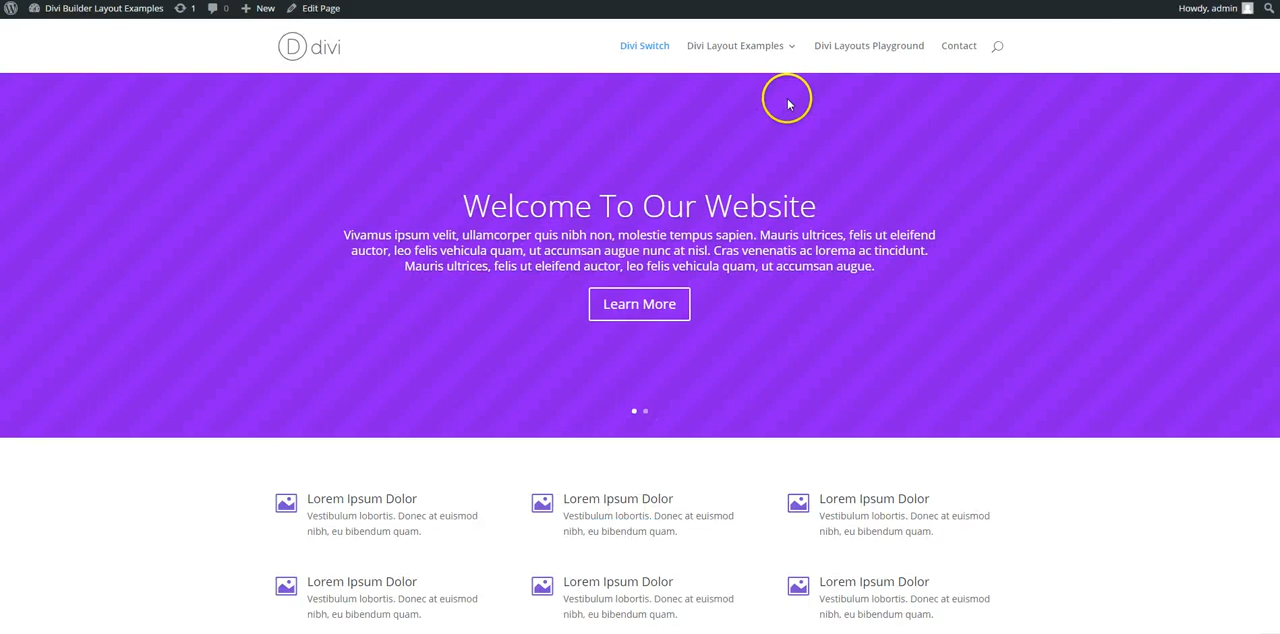 Divi Builder Layout Examples 1 0 New Edit Page Howdy, admin
D divi Divi Switch Divi Layout Examples Divi Layouts Playground Contact
Welcome To Our Website
Vivamus ipsum velit, ullamcorper quis nibh non, molestie tempus sapien. Mauris ultrices, felis ut eleifend
auctor, leo felis vehicula quam, ut accumsan augue nunc at nisl. Cras venenatis ac lorema ac tincidunt.
Mauris ultrices, felis ut eleifend auctor, leo felis vehicula quam, ut accumsan augue.
Learn More
Lorem Ipsum Dolor
Vestibulum lobortis. Donec at euismod
nibh, eu bibendum quam.
Lorem Ipsum Dolor
Vestibulum lobortis. Donec at euismod
nibh, eu bibendum quam.
Lorem Ipsum Dolor
Vestibulum lobortis. Donec at euismod
nibh, eu bibendum quam.
Lorem Ipsum Dolor
Vestibulum lobortis. Donec at euismod
nibh, eu bibendum quam.
Lorem Ipsum Dolor
Vestibulum lobortis. Donec at euismod
nibh, eu bibendum quam.
Lorem Ipsum Dolor
Vestibulum lobortis. Donec at euismod
nibh, eu bibendum quam.